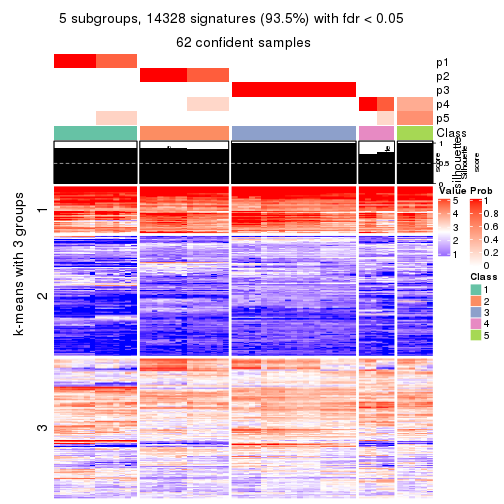 5 subgroups, 14328 signatures (93.5%) with fdr < 0.05
62 confident samples
p1
p2
p3
p4
p5
Class
1
0.5
0
silhouette
Silhouette
score
score
k-means with 3 groups
1
2
3
Value
5
4
3
2
1
Prob
1
0.8
0.6
0.4
0.2
0
Class
1
2
3
4
5